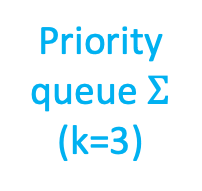 Priority
queue Σ
(k=3)